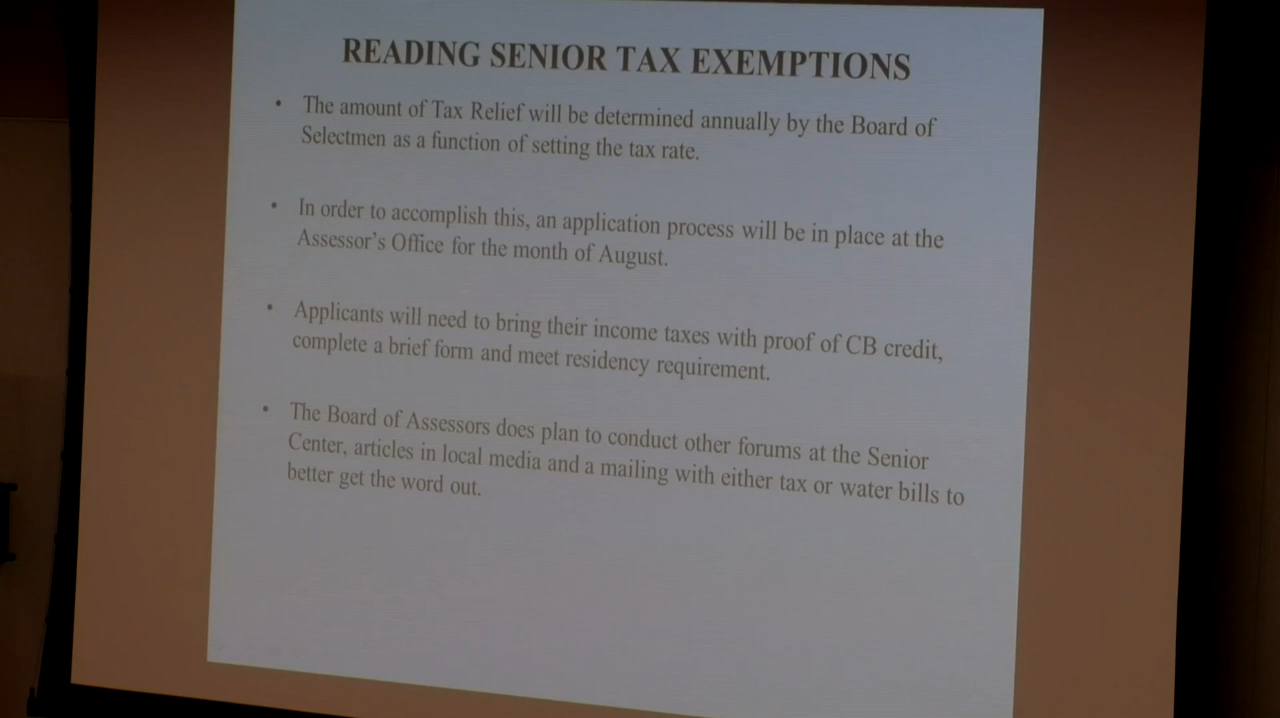 READING SENIOR TAX EXEMPTIONS
• The amount of Tax Relief will be determined annually by the Board of
Selectmen as a function of setting the tax rate.
• In order to accomplish this, an application process will be in place at the
Assessor's Office for the month of August.
• Applicants will need to bring their income taxes with proof of CB credit,
complete a brief form and meet residency requirement.
• The Board of Assessors does plan to conduct other forums at the Senior
Center, articles in local media and a mailing with either tax or water bills to
better get the word out.